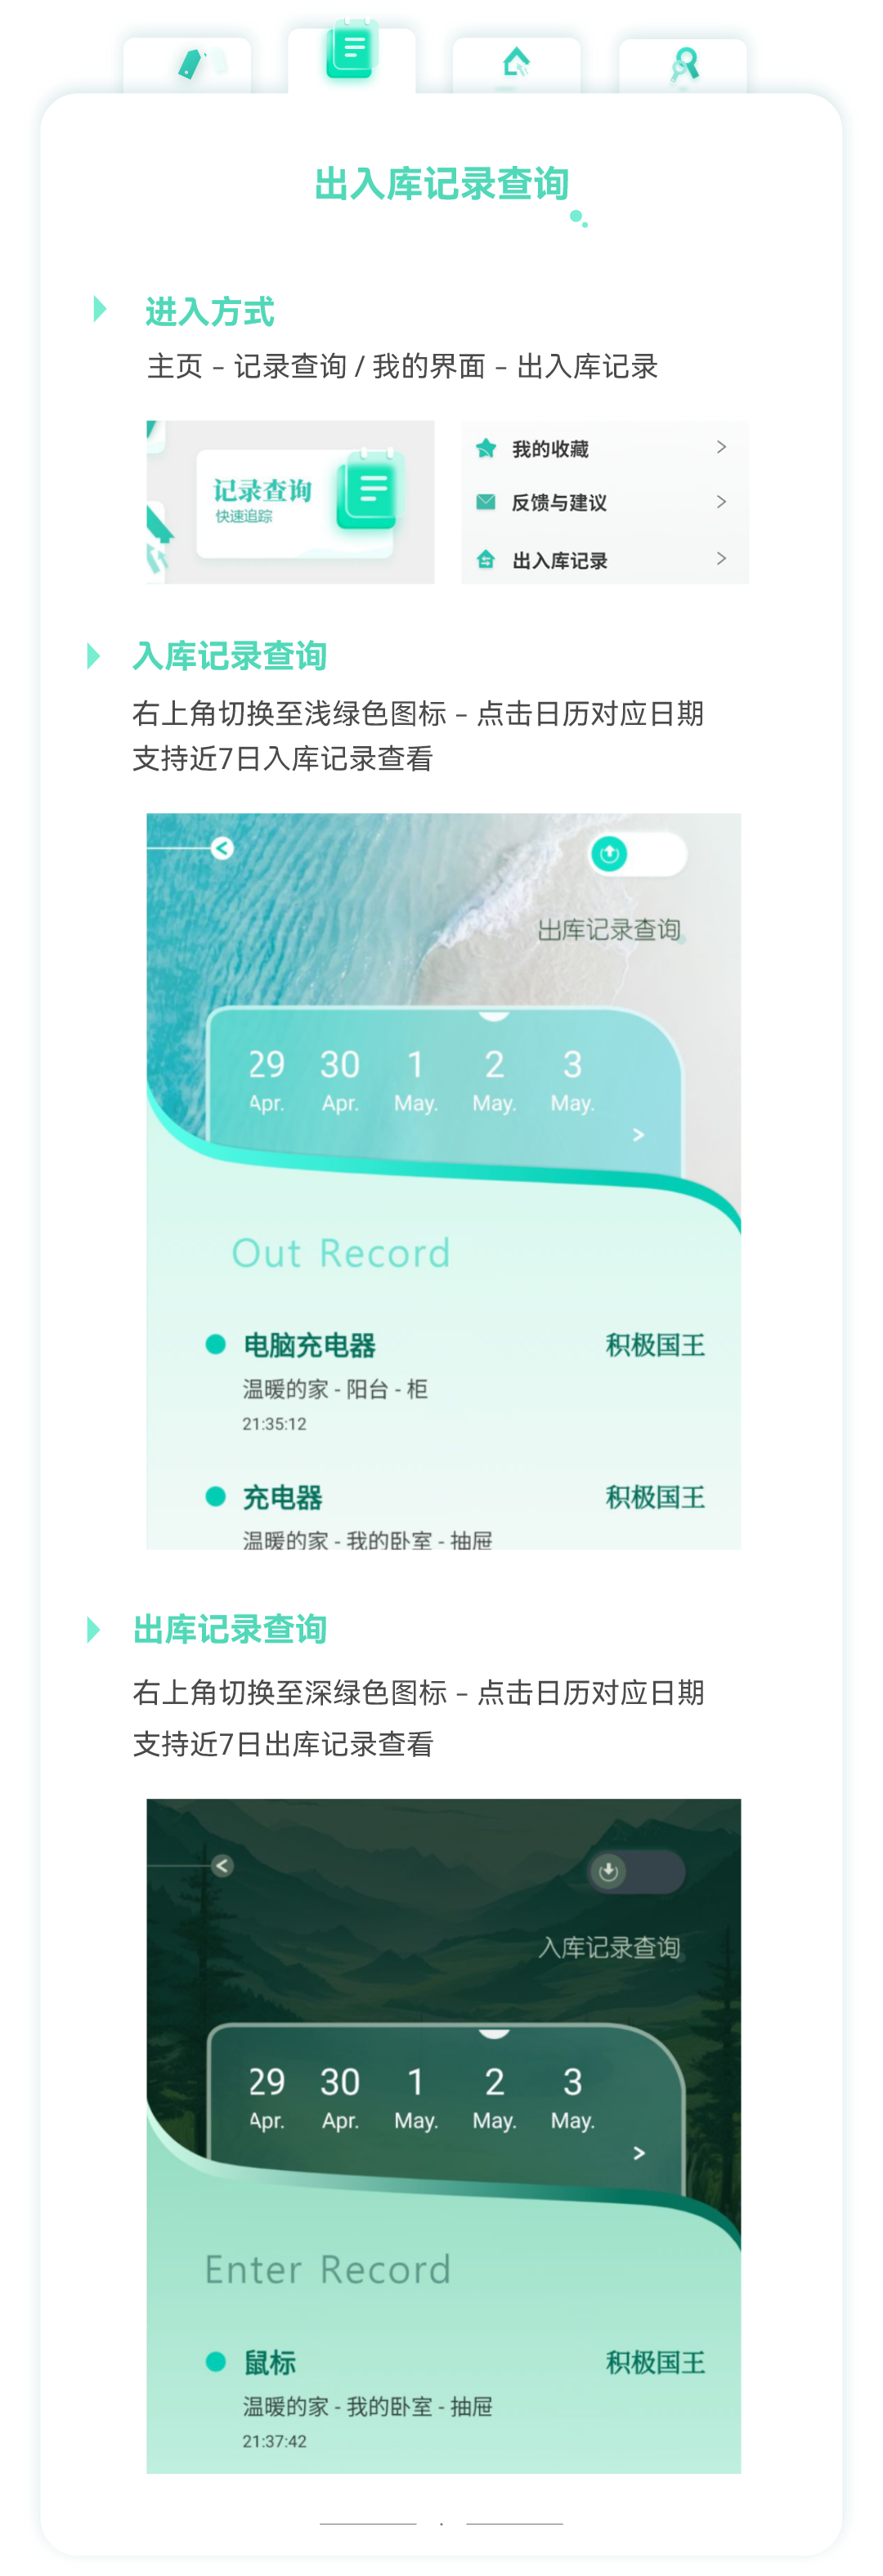 出入库记录查询
进入方式
主页 – 记录查询 / 我的界面 – 出入库记录
记录查询
快速追踪
我的收藏
反馈与建议
出入库记录
入库记录查询
右上角切换至浅绿色图标 – 点击日历对应日期
支持近7日入库记录查看
出库记录查询
29 30 1 2 3
Apr. Apr. May. May. May.
Out Record
电脑充电器 积极国王
温暖的家 - 阳台 - 柜
21:35:12
充电器 积极国王
温暖的家 - 我的卧室 - 抽屉
出库记录查询
右上角切换至深绿色图标 – 点击日历对应日期
支持近7日出库记录查看
入库记录查询
29 30 1 2 3
Apr. Apr. May. May. May.
Enter Record
鼠标 积极国王
温暖的家 - 我的卧室 - 抽屉
21:37:42